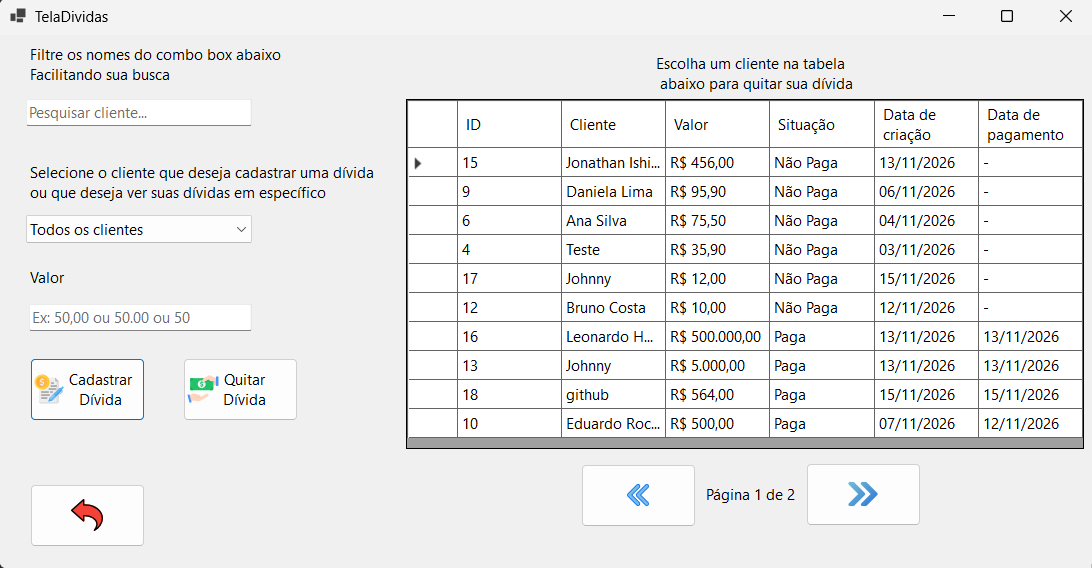 TelaDividas
Filtre os nomes do combo box abaixo
Facilitando sua busca
Pesquisar cliente...
Selecione o cliente que deseja cadastrar uma dívida
ou que deseja ver suas dívidas em específico
Todos os clientes
Valor
Ex: 50,00 ou 50.00 ou 50
Cadastrar
Dívida
Quitar
Dívida
Escolha um cliente na tabela
abaixo para quitar sua dívida
ID Cliente Valor Situação Data de criação Data de pagamento
15 Jonathan Ishi... R$ 456,00 Não Paga 13/11/2026 -
9 Daniela Lima R$ 95,90 Não Paga 06/11/2026 -
6 Ana Silva R$ 75,50 Não Paga 04/11/2026 -
4 Teste R$ 35,90 Não Paga 03/11/2026 -
17 Johnny R$ 12,00 Não Paga 15/11/2026 -
12 Bruno Costa R$ 10,00 Não Paga 12/11/2026 -
16 Leonardo H... R$ 500.000,00 Paga 13/11/2026 13/11/2026
13 Johnny R$ 5.000,00 Paga 13/11/2026 13/11/2026
18 github R$ 564,00 Paga 15/11/2026 15/11/2026
10 Eduardo Roc... R$ 500,00 Paga 07/11/2026 12/11/2026
Página 1 de 2